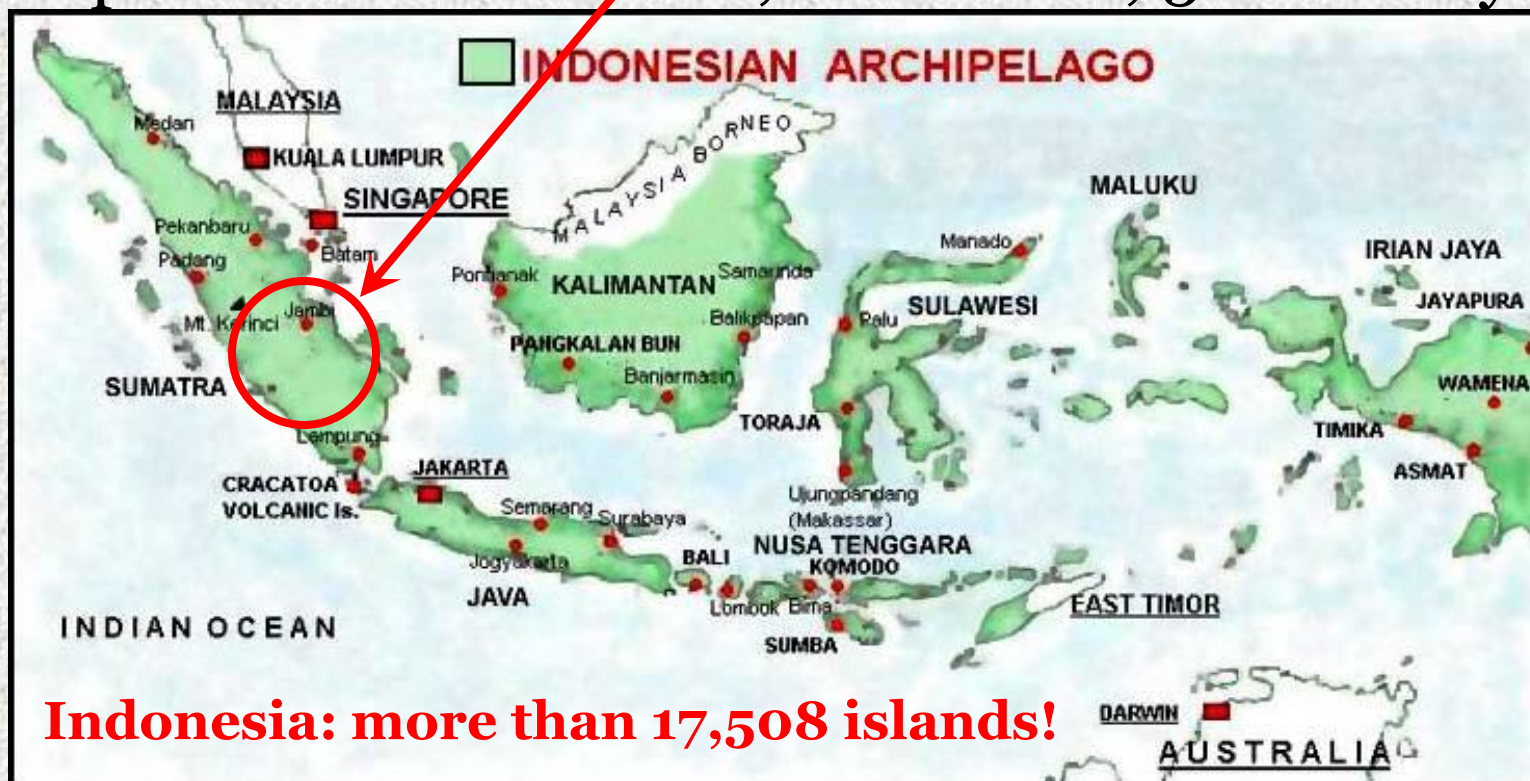 INDONESIAN ARCHIPELAGO
MALAYSIA
Medan
KUALA LUMPUR
SINGAPORE
MALAYSIA BORNEO
MALUKU
Pekanbaru
Batam
Padang
Manado
IRIAN JAYA
Pontianak
KALIMANTAN
Samarinda
SULAWESI
JAYAPURA
Mt. Kerinci
Jambi
Balikpapan
Palu
PANGKALAN BUN
SUMATRA
Banjarmasin
WAMENA
TORAJA
TIMIKA
Lampung
ASMAT
CRACATOA
VOLCANIC Is.
JAKARTA
Ujungpandang
(Makassar)
Semarang
Surabaya
NUSA TENGGARA
Jogyakarta
BALI
KOMODO
JAVA
Lombok
Bima
EAST TIMOR
INDIAN OCEAN
SUMBA
Indonesia: more than 17,508 islands!
DARWIN
AUSTRALIA